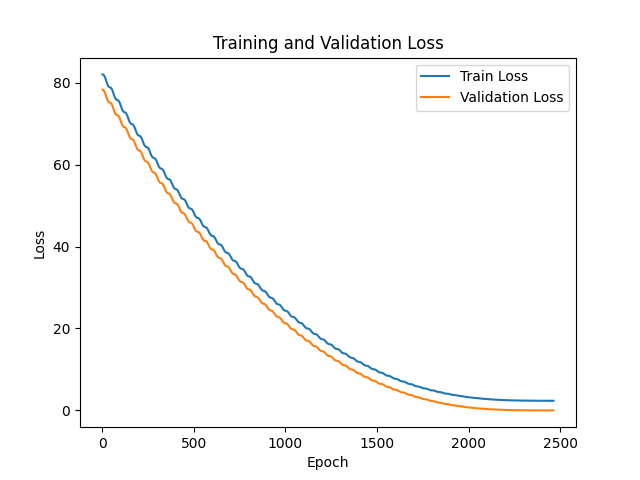 Training and Validation Loss
Train Loss
Validation Loss
80
60
40
20
0
Loss
0 500 1000 1500 2000 2500
Epoch